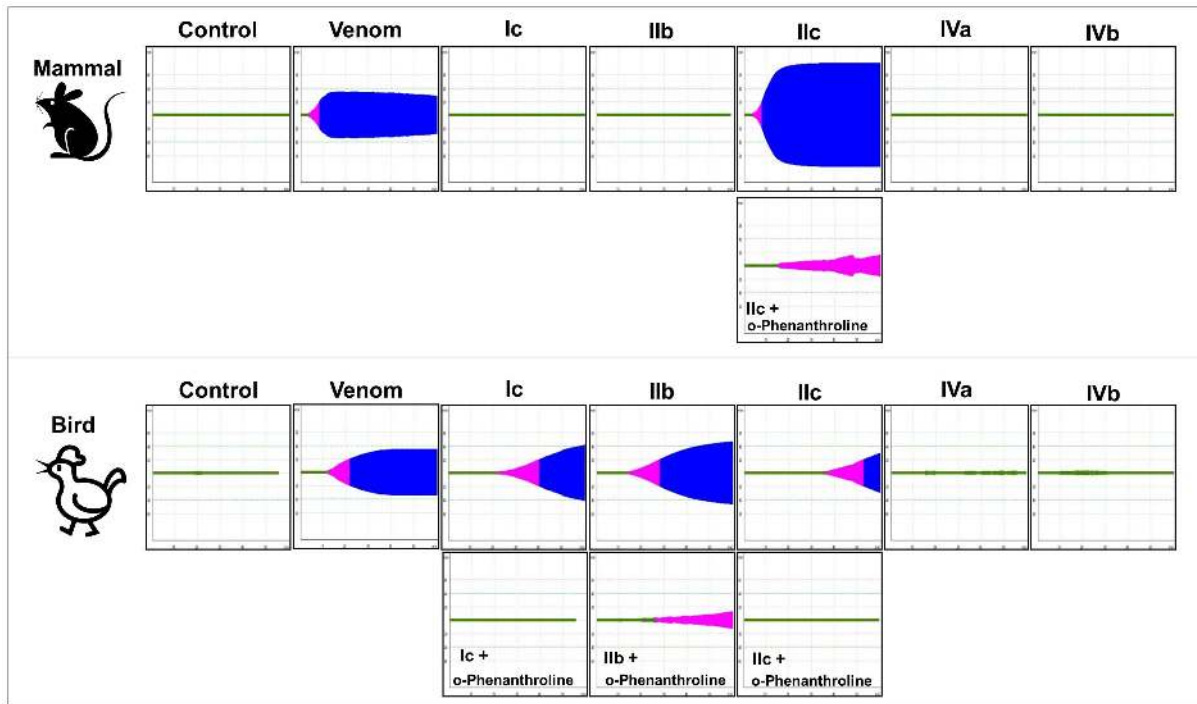 Control Venom Ic IIb IIc IVa IVb
Mammal
IIc +
o-Phenanthroline
Control Venom Ic IIb IIc IVa IVb
Bird
Ic + IIb + IIc +
o-Phenanthroline o-Phenanthroline o-Phenanthroline